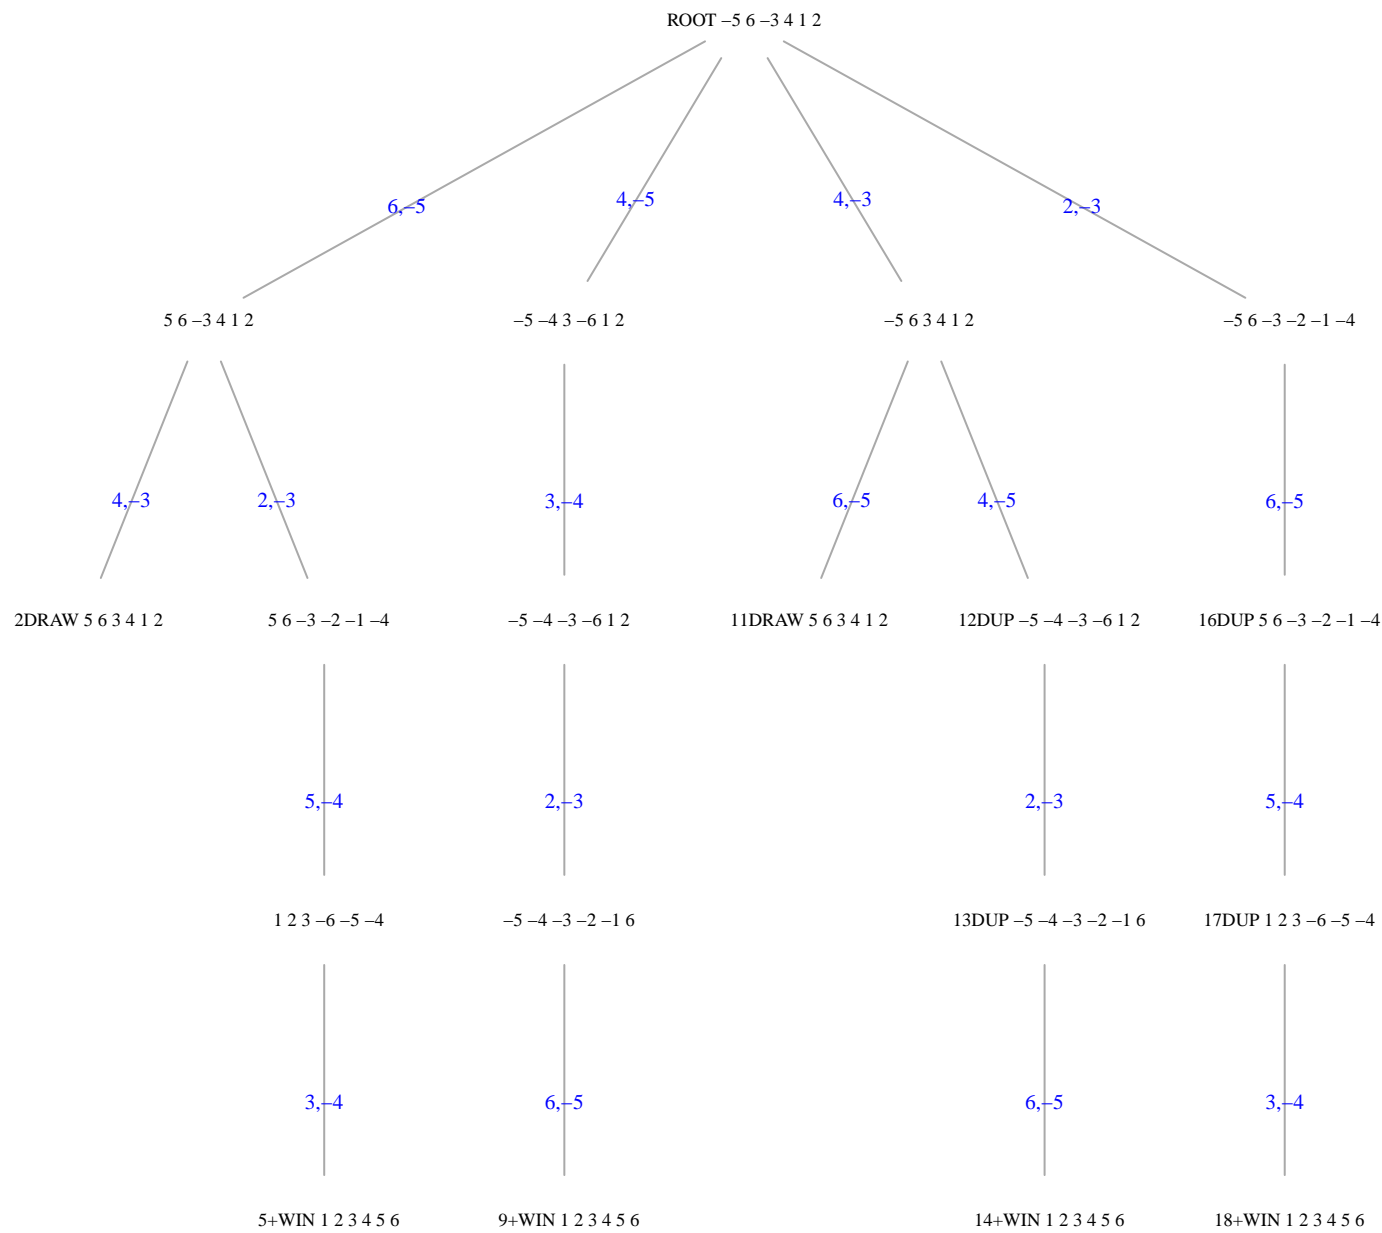 ROOT –5 6 –3 4 1 2
6,–5
4,–5
4,–3
2,–3
5 6 –3 4 1 2
–5 –4 3 –6 1 2
–5 6 3 4 1 2
–5 6 –3 –2 –1 –4
4,–3
2,–3
3,–4
6,–5
4,–5
6,–5
2DRAW 5 6 3 4 1 2
5 6 –3 –2 –1 –4
–5 –4 –3 –6 1 2
11DRAW 5 6 3 4 1 2
12DUP –5 –4 –3 –6 1 2
16DUP 5 6 –3 –2 –1 –4
5,–4
2,–3
2,–3
5,–4
1 2 3 –6 –5 –4
–5 –4 –3 –2 –1 6
13DUP –5 –4 –3 –2 –1 6
17DUP 1 2 3 –6 –5 –4
3,–4
6,–5
6,–5
3,–4
5+WIN 1 2 3 4 5 6
9+WIN 1 2 3 4 5 6
14+WIN 1 2 3 4 5 6
18+WIN 1 2 3 4 5 6